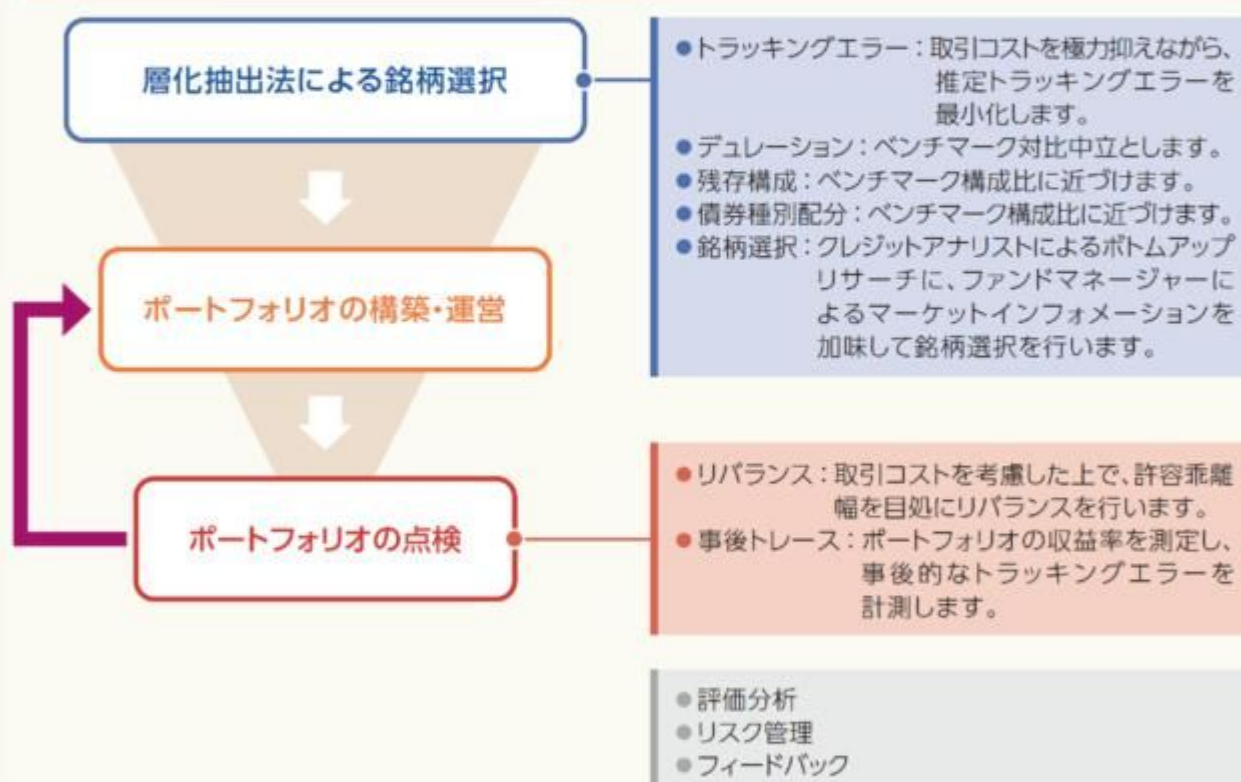 層化抽出法による銘柄選択
●トラッキングエラー：取引コストを極力抑えながら、
推定トラッキングエラーを
最小化します。
●デュレーション：ベンチマーク対比中立とします。
●残存構成：ベンチマーク構成比に近づけます。
●債券種別配分：ベンチマーク構成比に近づけます。
●銘柄選択：クレジットアナリストによるボトムアップ
リサーチに、ファンドマネージャーに
よるマーケットインフォメーションを
加味して銘柄選択を行います。
ポートフォリオの構築・運営
ポートフォリオの点検
●リバランス：取引コストを考慮した上で、許容乖離
幅を目処にリバランスを行います。
●事後トレース：ポートフォリオの収益率を測定し、
事後的なトラッキングエラーを
計測します。
●評価分析
●リスク管理
●フィードバック